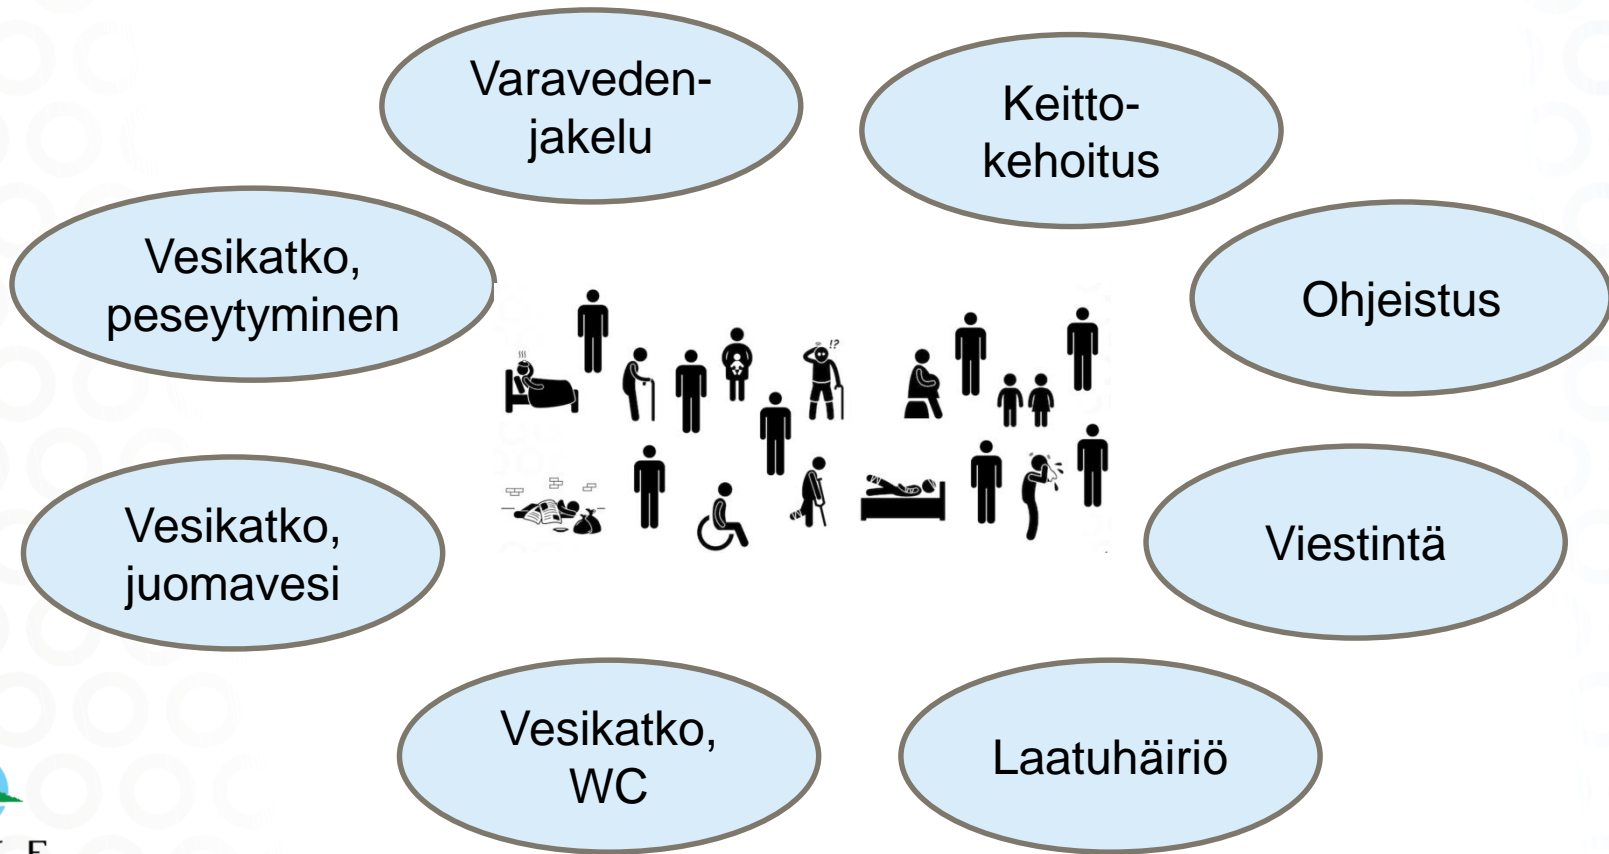 Varaveden-
jakelu
Keitto-
kehoitus
Vesikatko,
peseytyminen
Ohjeistus
!?
Vesikatko,
juomavesi
Viestintä
Vesikatko,
WC
Laatuhäiriö